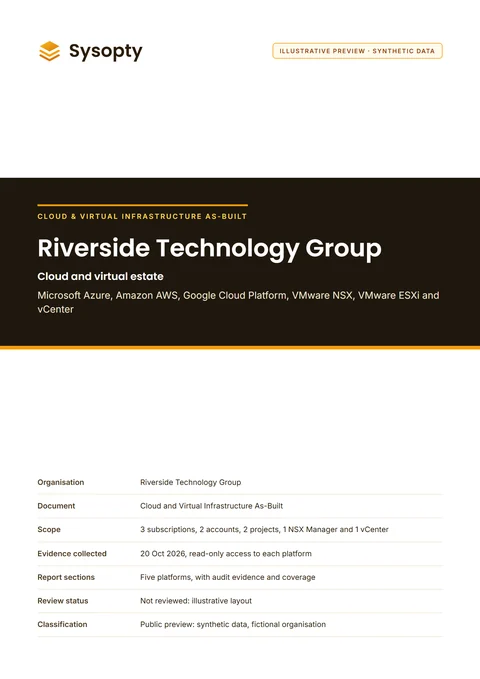 Sysopty
ILLUSTRATIVE PREVIEW · SYNTHETIC DATA
CLOUD & VIRTUAL INFRASTRUCTURE AS-BUILT
Riverside Technology Group
Cloud and virtual estate
Microsoft Azure, Amazon AWS, Google Cloud Platform, VMware NSX, VMware ESXi and
vCenter
Organisation Riverside Technology Group
Document Cloud and Virtual Infrastructure As-Built
Scope 3 subscriptions, 2 accounts, 2 projects, 1 NSX Manager and 1 vCenter
Evidence collected 20 Oct 2026, read-only access to each platform
Report sections Five platforms, with audit evidence and coverage
Review status Not reviewed: illustrative layout
Classification Public preview: synthetic data, fictional organisation